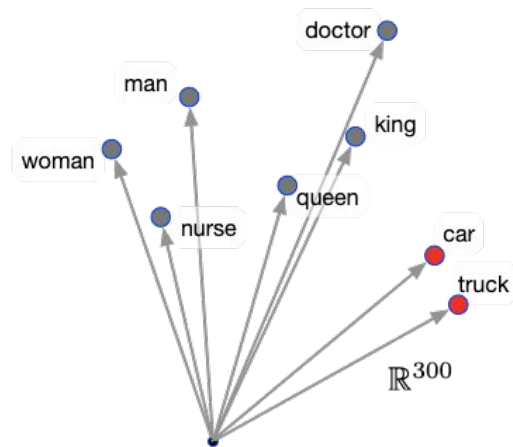 doctor
man
king
woman
queen
nurse
car
truck
ℝ³⁰⁰